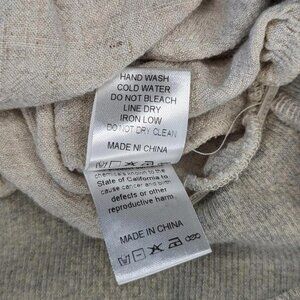 HAND WASH
COLD WATER
DO NOT BLEACH
LINE DRY
IRON LOW
DO NOT DRY CLEAN
MADE IN CHINA
chemicals known to the
State of California to
cause cancer and birth
defects or other
reproductive harm
MADE IN CHINA